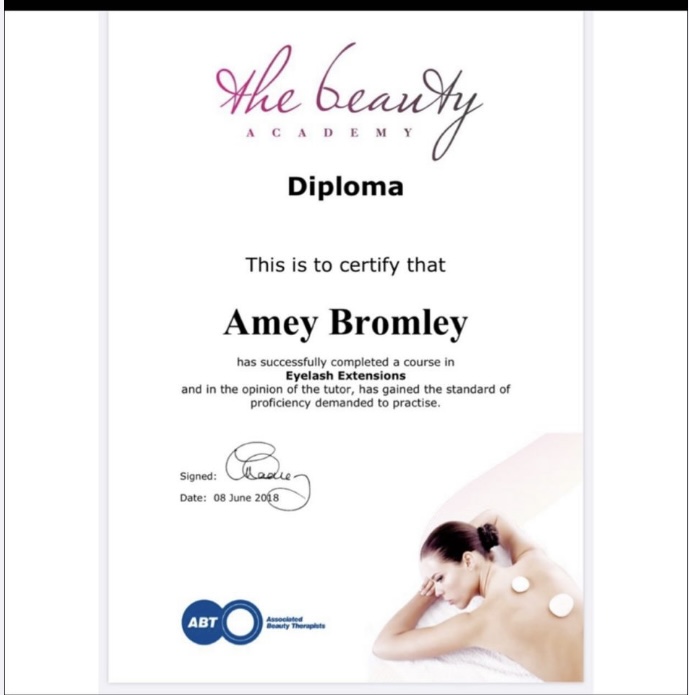 the beauty
ACADEMY
Diploma
This is to certify that
Amey Bromley
has successfully completed a course in
Eyelash Extensions
and in the opinion of the tutor, has gained the standard of
proficiency demanded to practise.
Signed:
Date: 08 June 2018
ABT Associated
Beauty Therapists